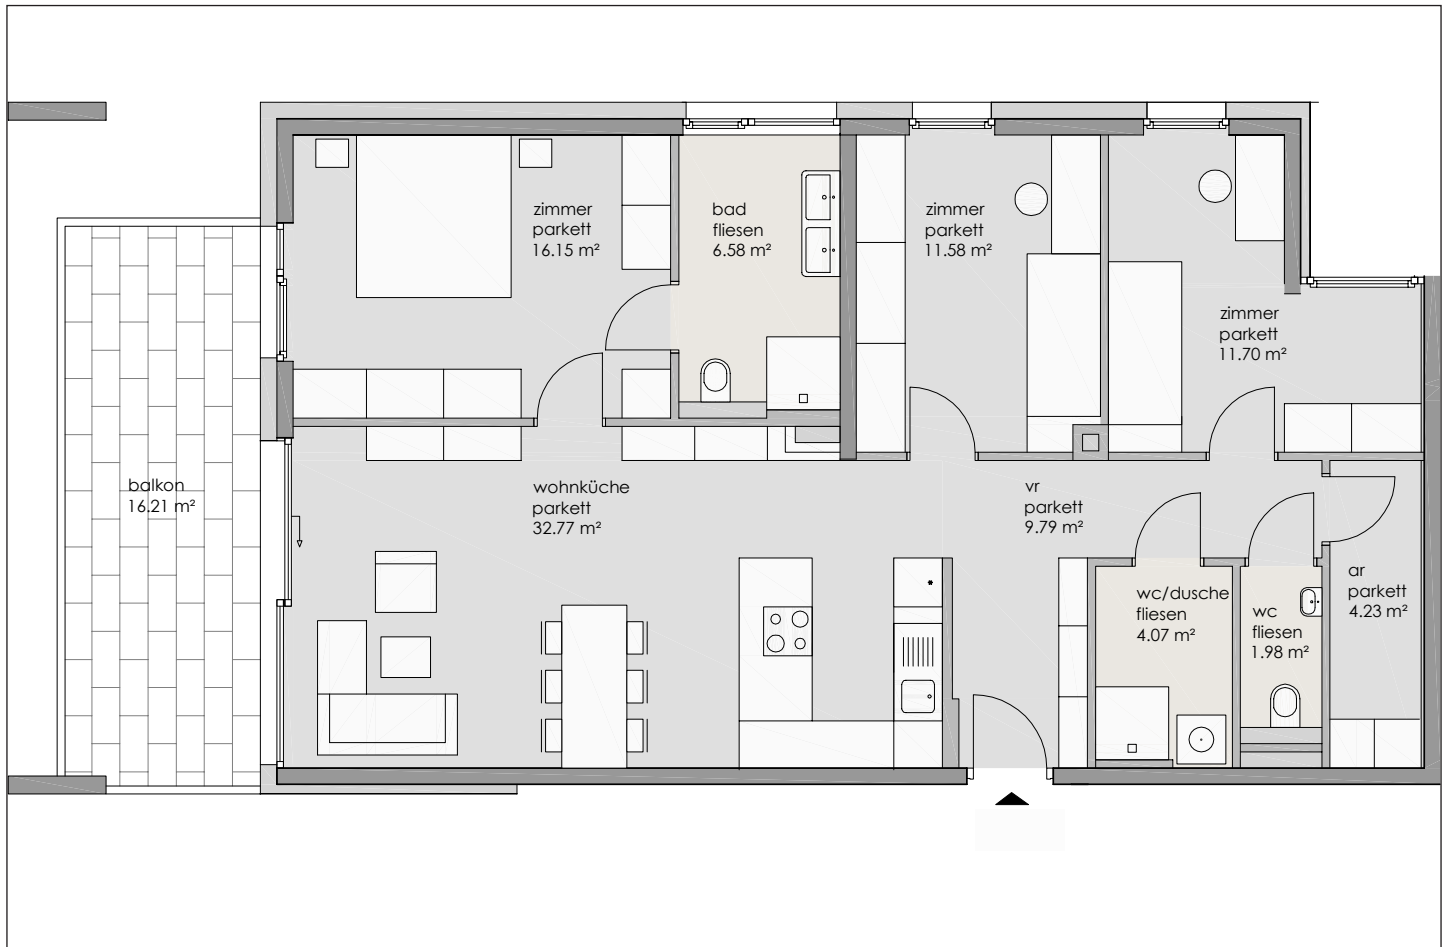 zimmer
parkett
16.15 m²
bad
fliesen
6.58 m²
zimmer
parkett
11.58 m²
zimmer
parkett
11.70 m²
balkon
16.21 m²
wohnküche
parkett
32.77 m²
vr
parkett
9.79 m²
wc/dusche
fliesen
4.07 m²
wc
fliesen
1.98 m²
ar
parkett
4.23 m²